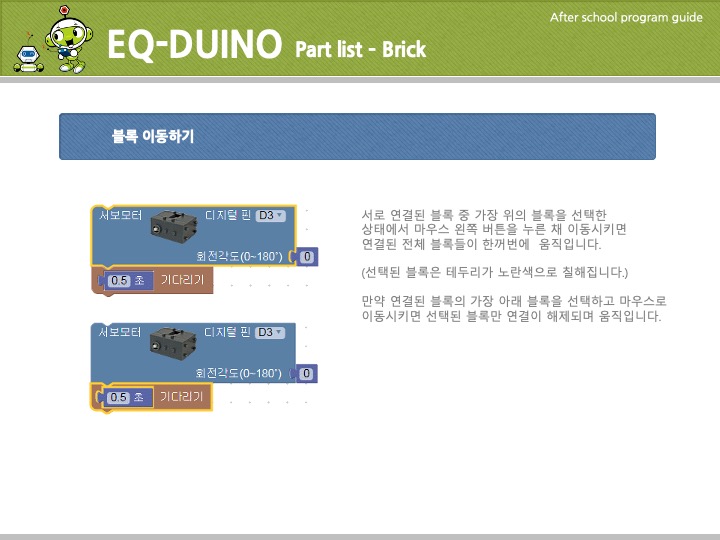 After school program guide
EQ-DUINO Part list - Brick
블록 이동하기
서보모터 디지털 핀 D3
회전각도(0~180˚) 0
0.5 초 기다리기
서보모터 디지털 핀 D3
회전각도(0~180˚) 0
0.5 초 기다리기
서로 연결된 블록 중 가장 위의 블록을 선택한
상태에서 마우스 왼쪽 버튼을 누른 채 이동시키면
연결된 전체 블록들이 한꺼번에 움직입니다.
(선택된 블록은 테두리가 노란색으로 칠해집니다.)
만약 연결된 블록의 가장 아래 블록을 선택하고 마우스로
이동시키면 선택된 블록만 연결이 해제되며 움직입니다.